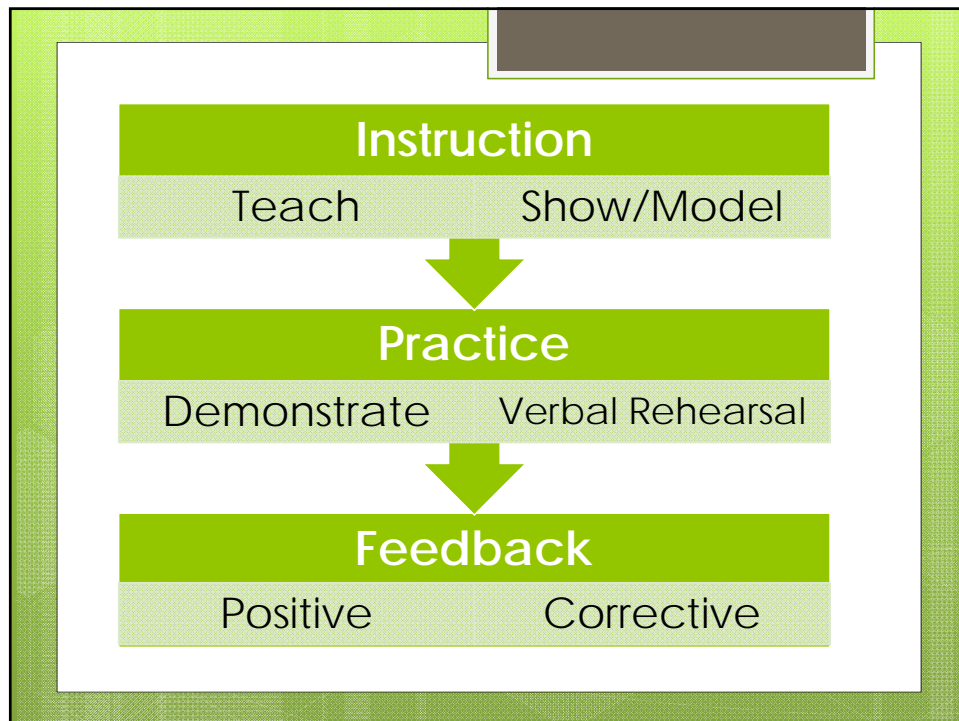 Instruction
Teach Show/Model
Practice
Demonstrate Verbal Rehearsal
Feedback
Positive Corrective